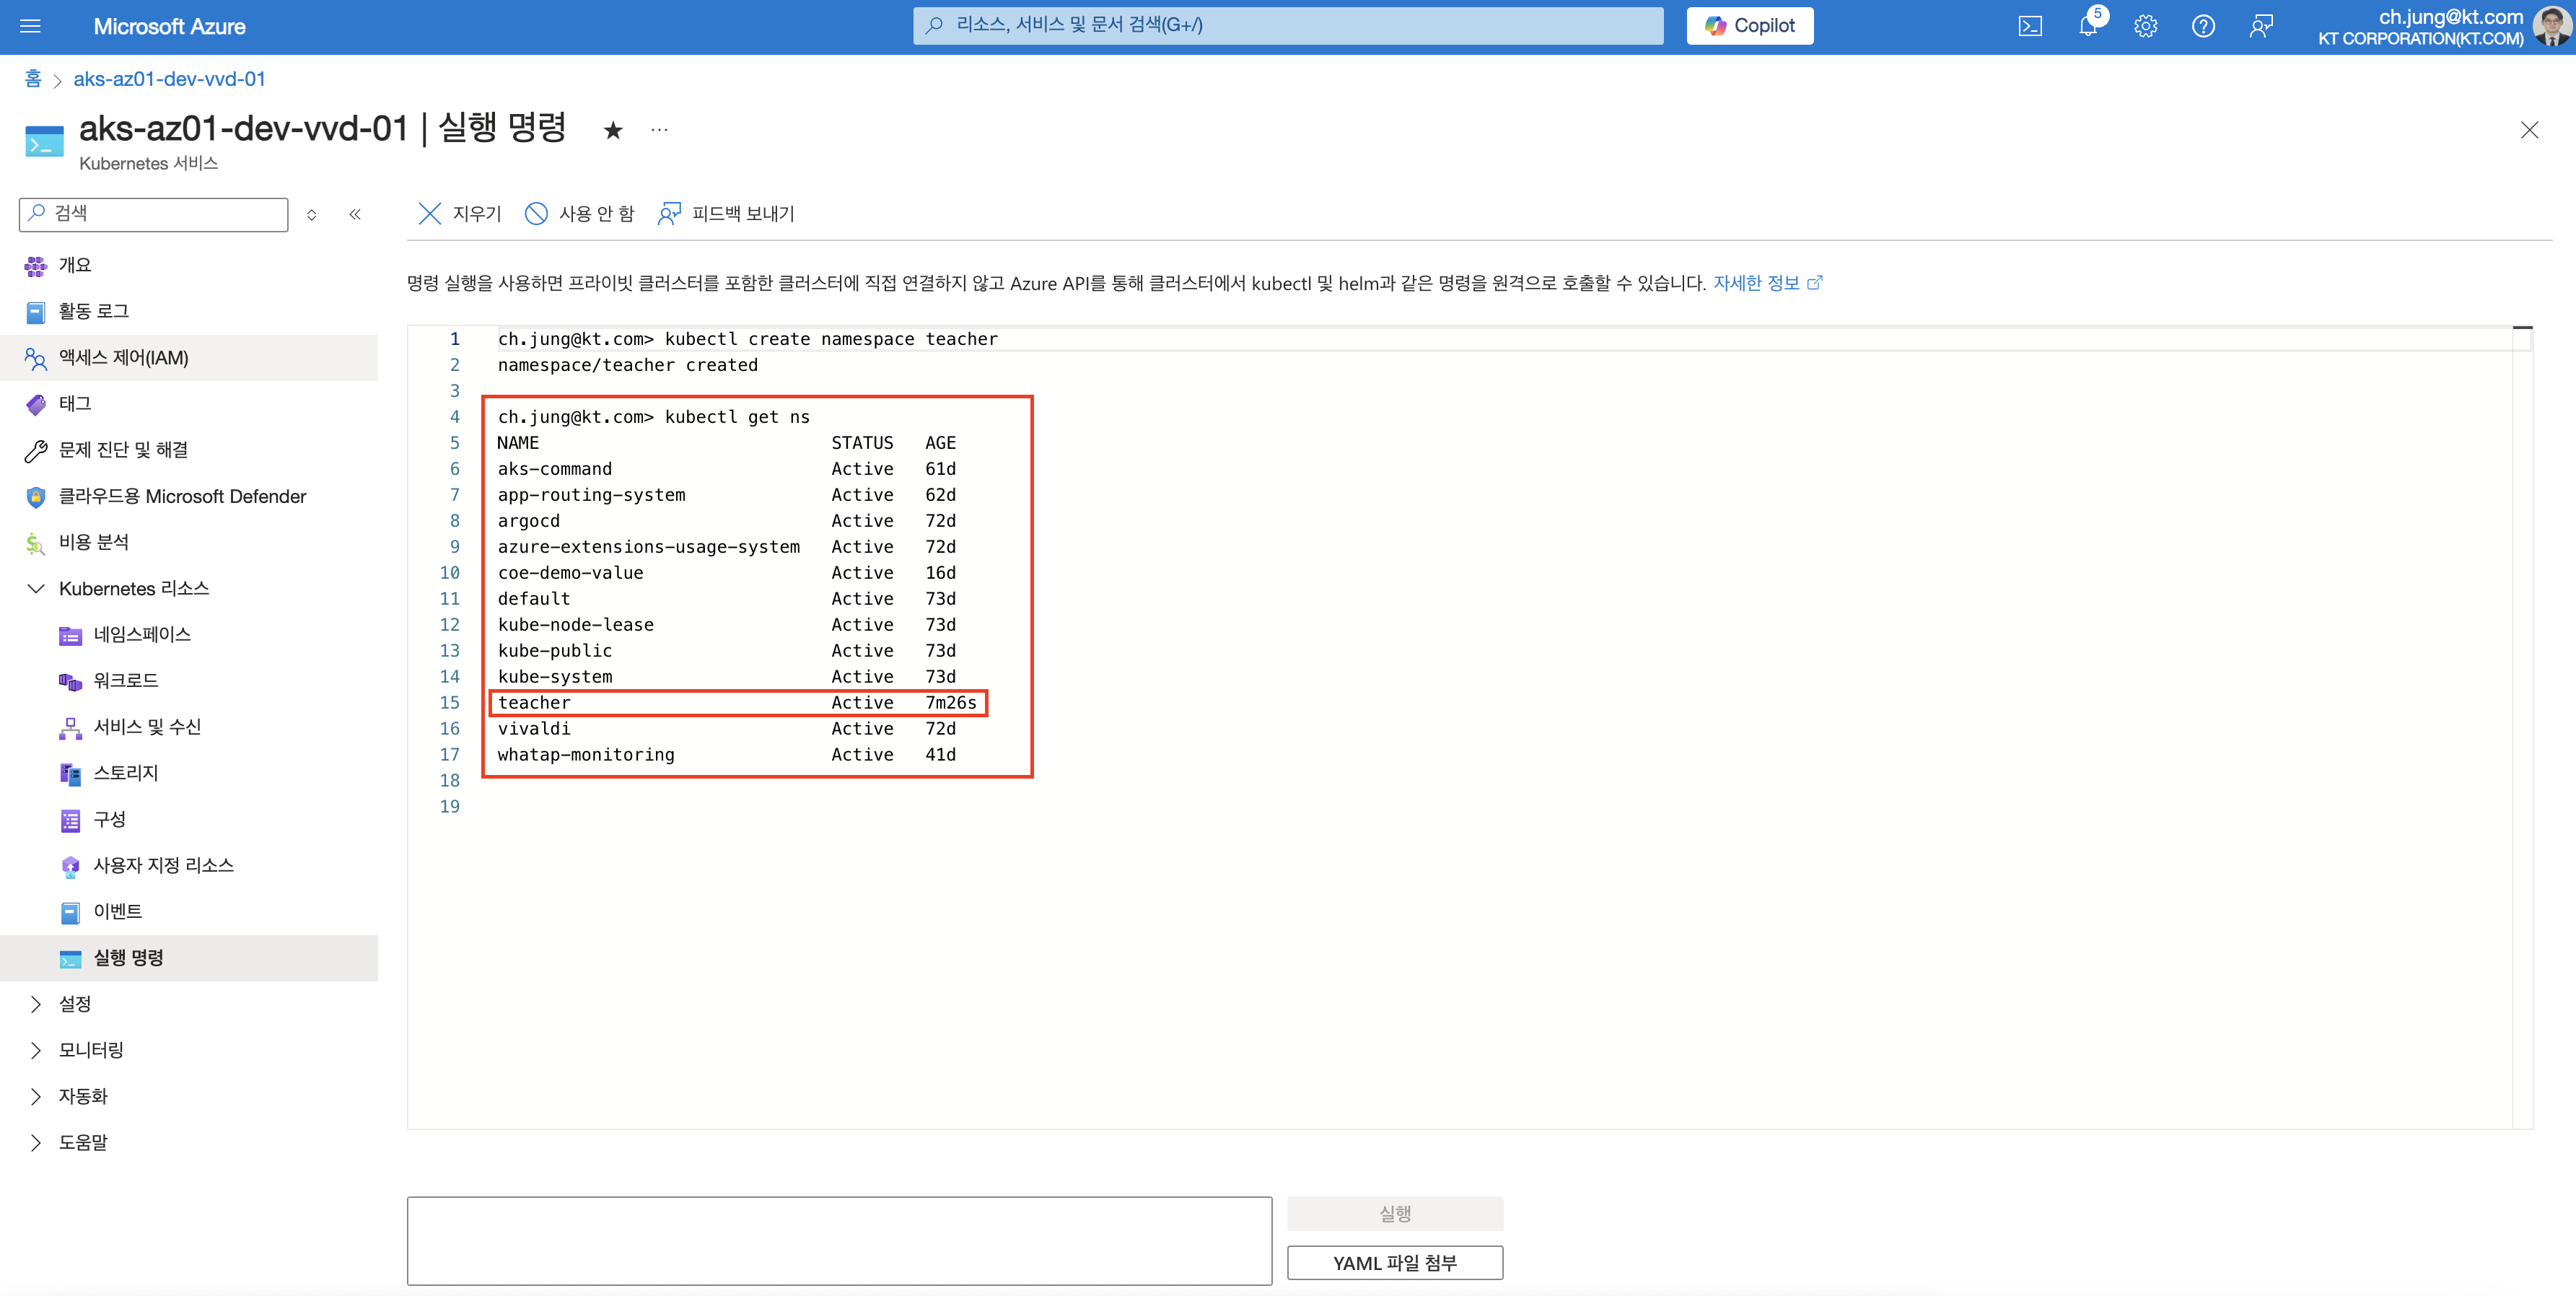 Microsoft Azure
리소스, 서비스 및 문서 검색(G+/)
Copilot
5
ch.jung@kt.com
KT CORPORATION(KT.COM)
홈 > aks-az01-dev-vvd-01
aks-az01-dev-vvd-01 | 실행 명령
Kubernetes 서비스
검색
지우기 사용 안 함 피드백 보내기
개요
활동 로그
액세스 제어(IAM)
태그
문제 진단 및 해결
클라우드용 Microsoft Defender
비용 분석
Kubernetes 리소스
네임스페이스
워크로드
서비스 및 수신
스토리지
구성
사용자 지정 리소스
이벤트
실행 명령
설정
모니터링
자동화
도움말
명령 실행을 사용하면 프라이빗 클러스터를 포함한 클러스터에 직접 연결하지 않고 Azure API를 통해 클러스터에서 kubectl 및 helm과 같은 명령을 원격으로 호출할 수 있습니다. 자세한 정보
1 ch.jung@kt.com> kubectl create namespace teacher
2 namespace/teacher created
3
4 ch.jung@kt.com> kubectl get ns
5 NAME STATUS AGE
6 aks-command Active 61d
7 app-routing-system Active 62d
8 argocd Active 72d
9 azure-extensions-usage-system Active 72d
10 coe-demo-value Active 16d
11 default Active 73d
12 kube-node-lease Active 73d
13 kube-public Active 73d
14 kube-system Active 73d
15 teacher Active 7m26s
16 vivaldi Active 72d
17 whatap-monitoring Active 41d
18
19
실행
YAML 파일 첨부